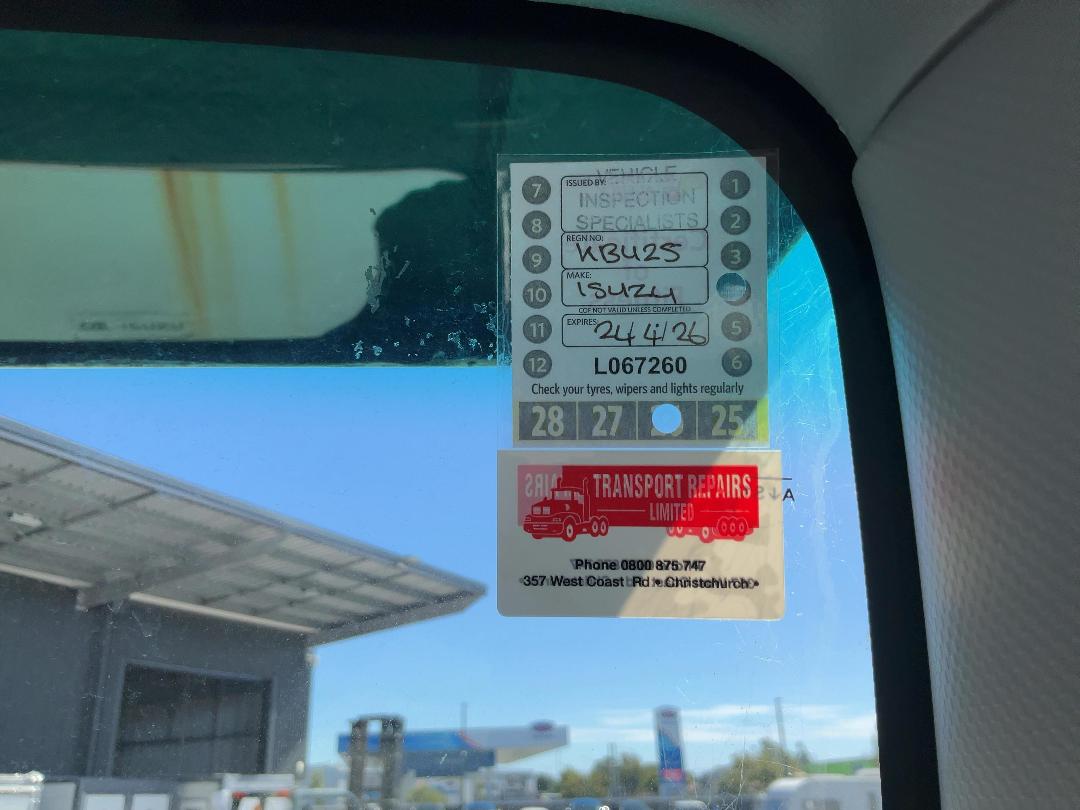 VEHICLE
ISSUED BY:
INSPECTION
SPECIALISTS
REGN NO:
KBU25
MAKE:
ISUZU
COF NOT VALID UNLESS COMPLETED
EXPIRES:
24/4/26
L067260
7 1
8 2
9 3
10
11 5
12 6
Check your tyres, wipers and lights regularly
28 27 25
TRANSPORT REPAIRS
LIMITED
Phone 0800 875 747
357 West Coast Rd. • Christchurch •
A
ISUZU